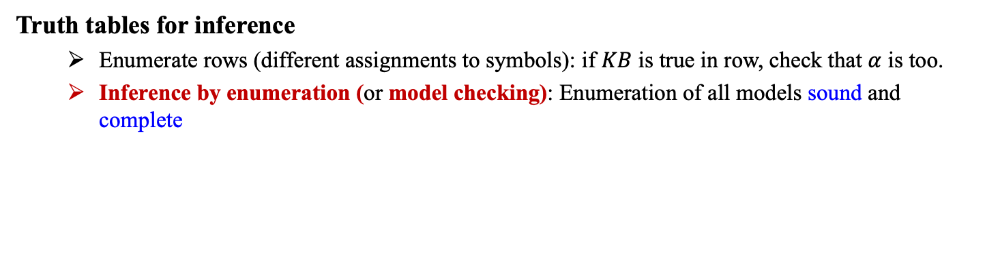 Truth tables for inference
➢ Enumerate rows (different assignments to symbols): if KB is true in row, check that α is too.
➢ Inference by enumeration (or model checking): Enumeration of all models sound and
complete